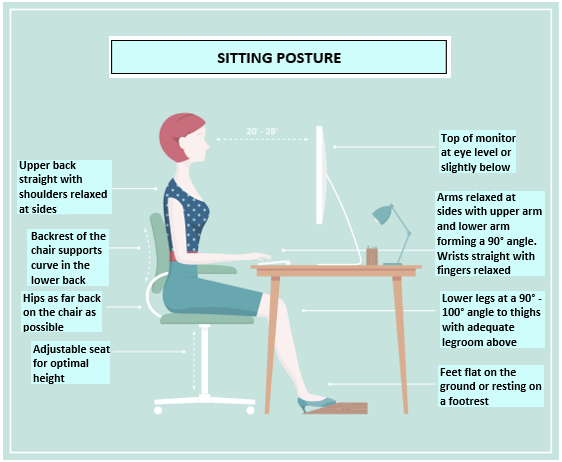 SITTING POSTURE
20' - 28'
Upper back
straight with
shoulders relaxed
at sides
Backrest of the
chair supports
curve in the
lower back
Hips as far back
on the chair as
possible
Adjustable seat
for optimal
height
Top of monitor
at eye level or
slightly below
Arms relaxed at
sides with upper arm
and lower arm
forming a 90° angle.
Wrists straight with
fingers relaxed
Lower legs at a 90° -
100° angle to thighs
with adequate
legroom above
Feet flat on the
ground or resting on
a footrest